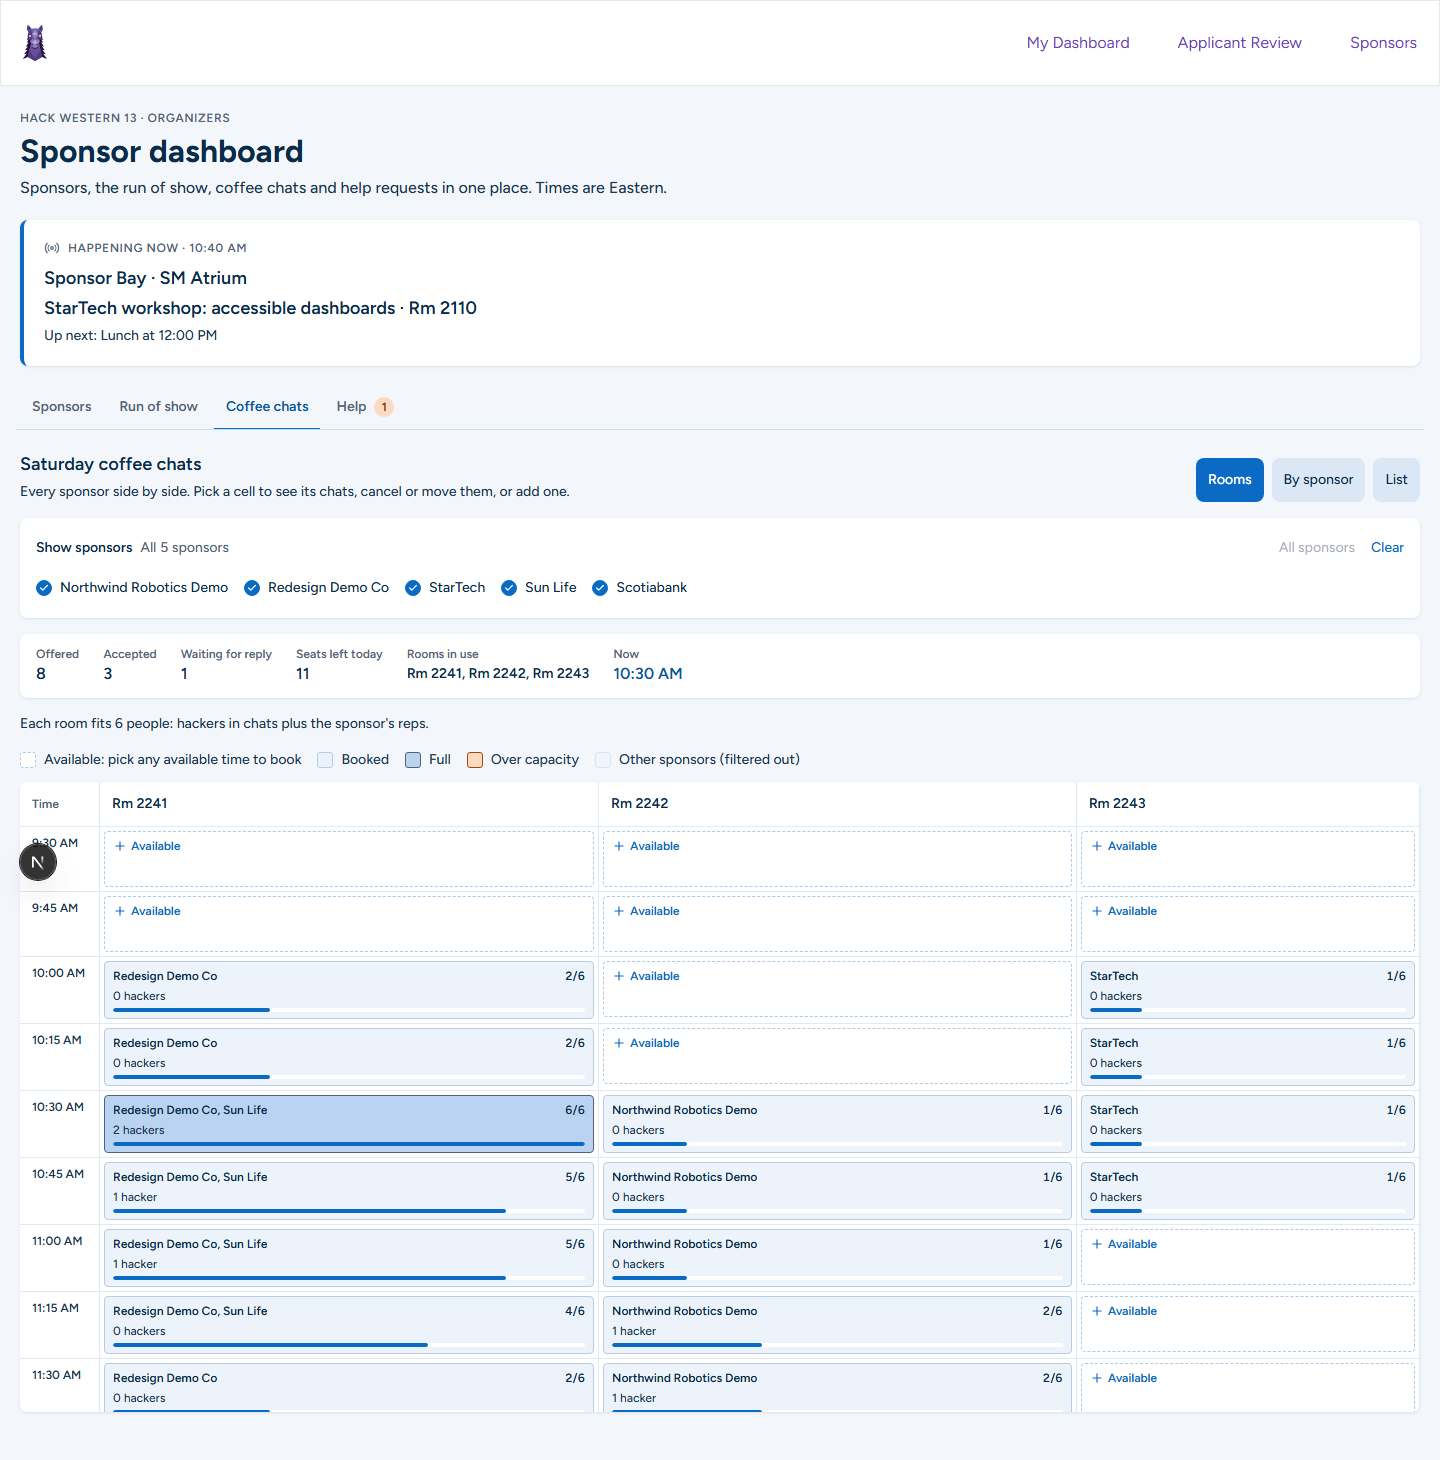 My Dashboard Applicant Review Sponsors
HACK WESTERN 13 · ORGANIZERS
Sponsor dashboard
Sponsors, the run of show, coffee chats and help requests in one place. Times are Eastern.
HAPPENING NOW · 10:40 AM
Sponsor Bay · SM Atrium
StarTech workshop: accessible dashboards · Rm 2110
Up next: Lunch at 12:00 PM
Sponsors Run of show Coffee chats Help 1
Saturday coffee chats
Every sponsor side by side. Pick a cell to see its chats, cancel or move them, or add one.
Rooms By sponsor List
Show sponsors All 5 sponsors All sponsors Clear
Northwind Robotics Demo Redesign Demo Co StarTech Sun Life Scotiabank
Offered Accepted Waiting for reply Seats left today Rooms in use Now
8 3 1 11 Rm 2241, Rm 2242, Rm 2243 10:30 AM
Each room fits 6 people: hackers in chats plus the sponsor's reps.
Available: pick any available time to book Booked Full Over capacity Other sponsors (filtered out)
Time Rm 2241 Rm 2242 Rm 2243
9:30 AM + Available + Available + Available
N
9:45 AM + Available + Available + Available
10:00 AM Redesign Demo Co 2/6 + Available StarTech 1/6
0 hackers 0 hackers
10:15 AM Redesign Demo Co 2/6 + Available StarTech 1/6
0 hackers 0 hackers
10:30 AM Redesign Demo Co, Sun Life 6/6 Northwind Robotics Demo 1/6 StarTech 1/6
2 hackers 0 hackers 0 hackers
10:45 AM Redesign Demo Co, Sun Life 5/6 Northwind Robotics Demo 1/6 StarTech 1/6
1 hacker 0 hackers 0 hackers
11:00 AM Redesign Demo Co, Sun Life 5/6 Northwind Robotics Demo 1/6 + Available
1 hacker 0 hackers
11:15 AM Redesign Demo Co, Sun Life 4/6 Northwind Robotics Demo 2/6 + Available
0 hackers 1 hacker
11:30 AM Redesign Demo Co 2/6 Northwind Robotics Demo 2/6 + Available
0 hackers 1 hacker